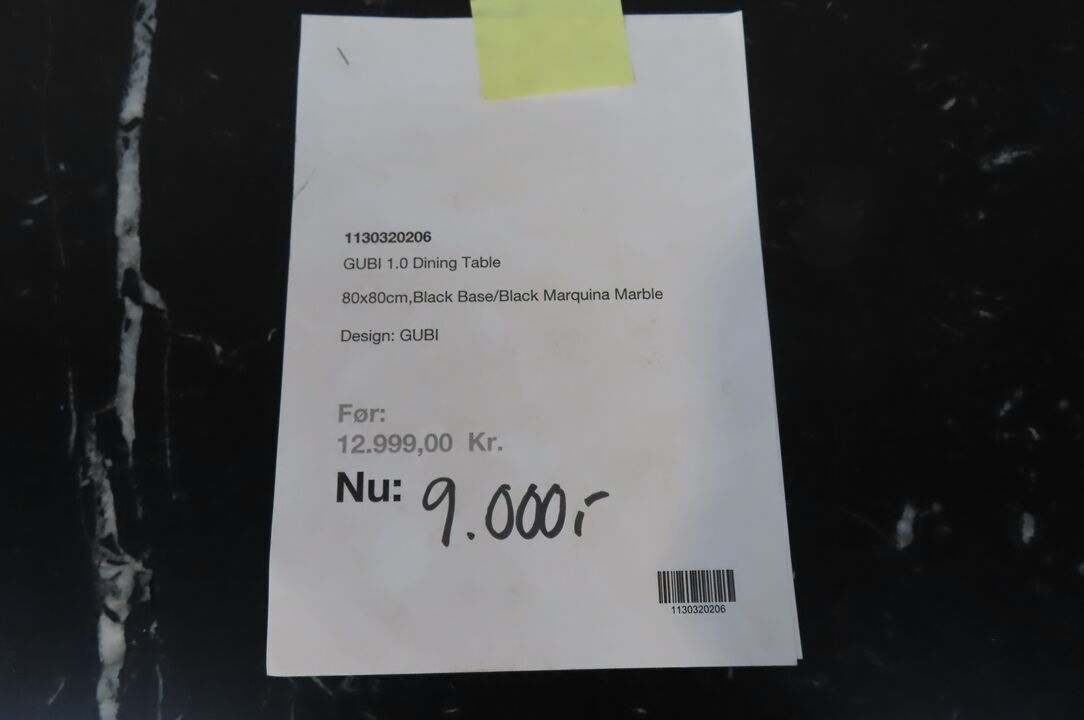 1130320206
GUBI 1.0 Dining Table
80x80cm,Black Base/Black Marquina Marble
Design: GUBI
Før:
12.999,00 Kr.
Nu: 9.000,-
1130320206